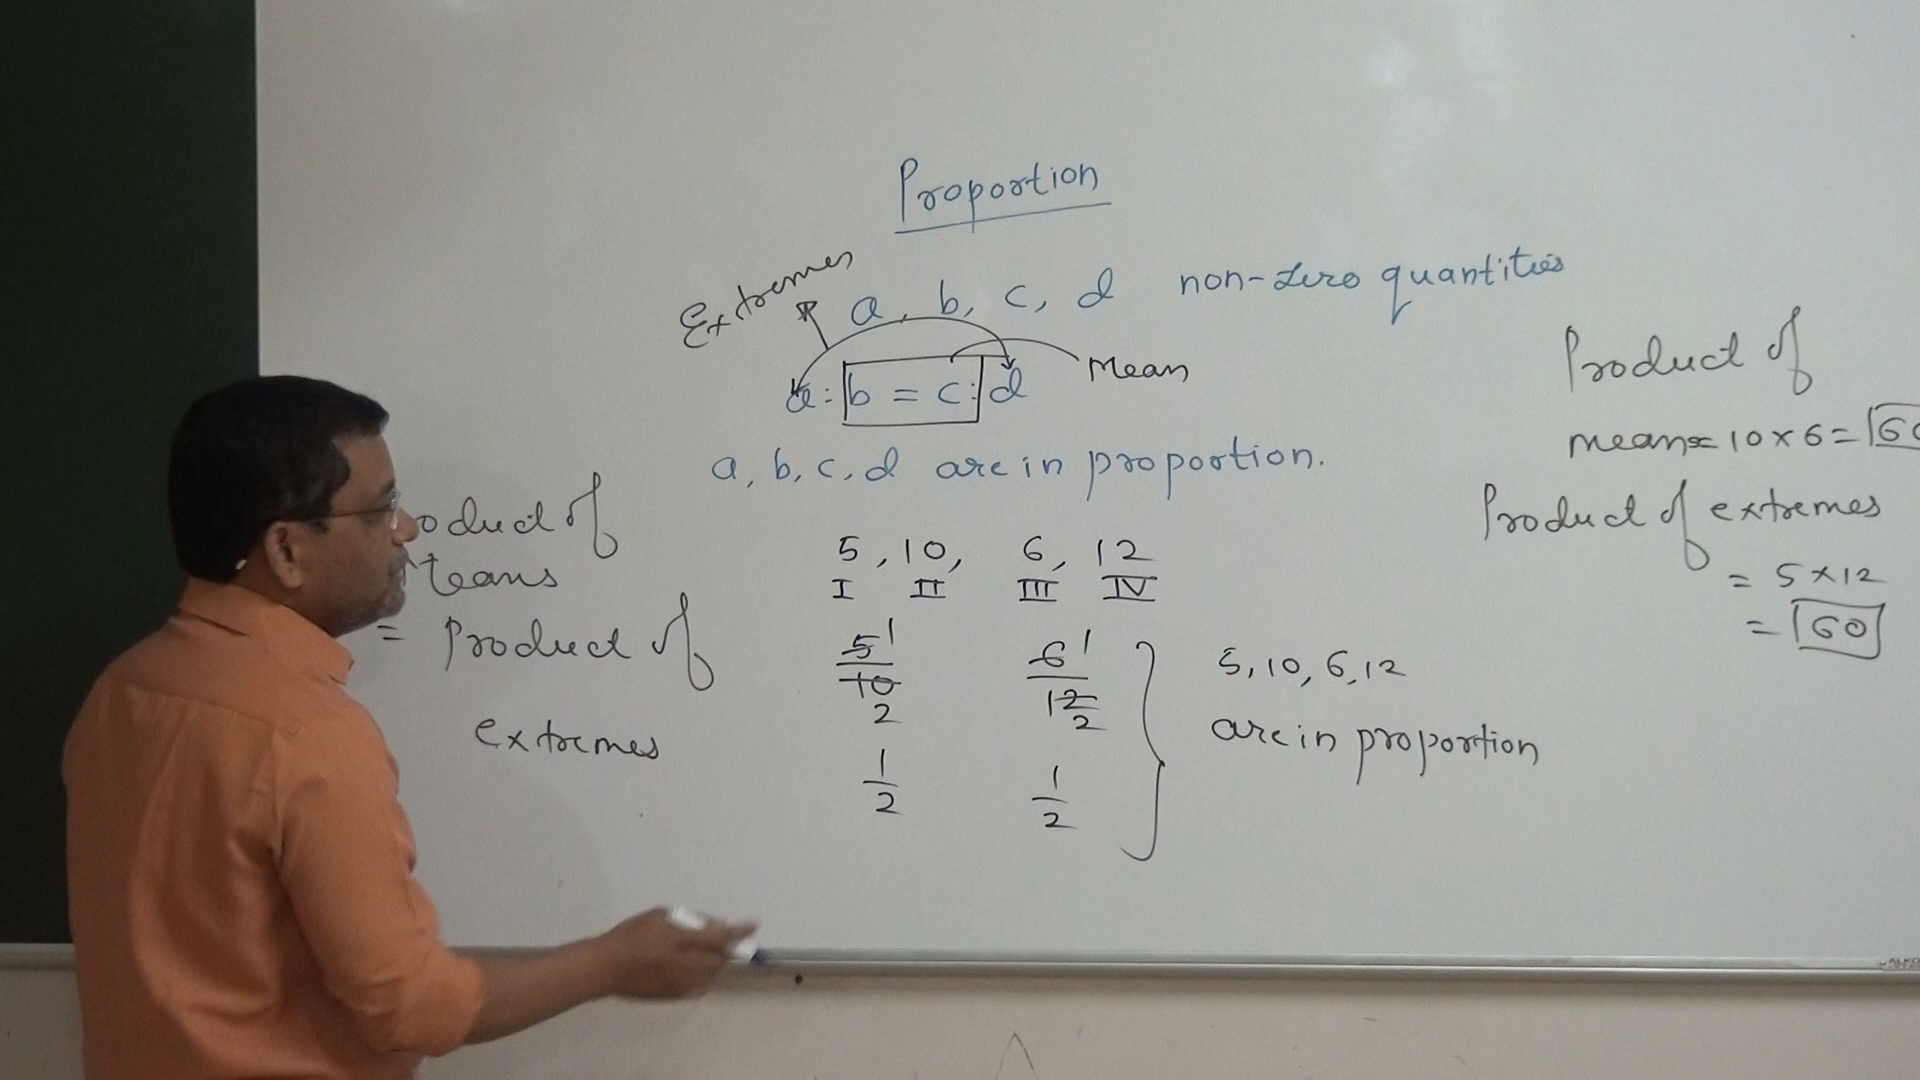 Proportion
Extremes
a, b, c, d non-zero quantities
a : b = c : d
Mean
a, b, c, d are in proportion.
oduct of
teans
= Product of
extremes
5, 10, 6, 12
I II III IV
5 1 6 1
10 12
2 2
1 1
2 2
5, 10, 6, 12
are in proportion
Product of
means = 10 x 6 = 60
Product of extremes
= 5 x 12
= 60